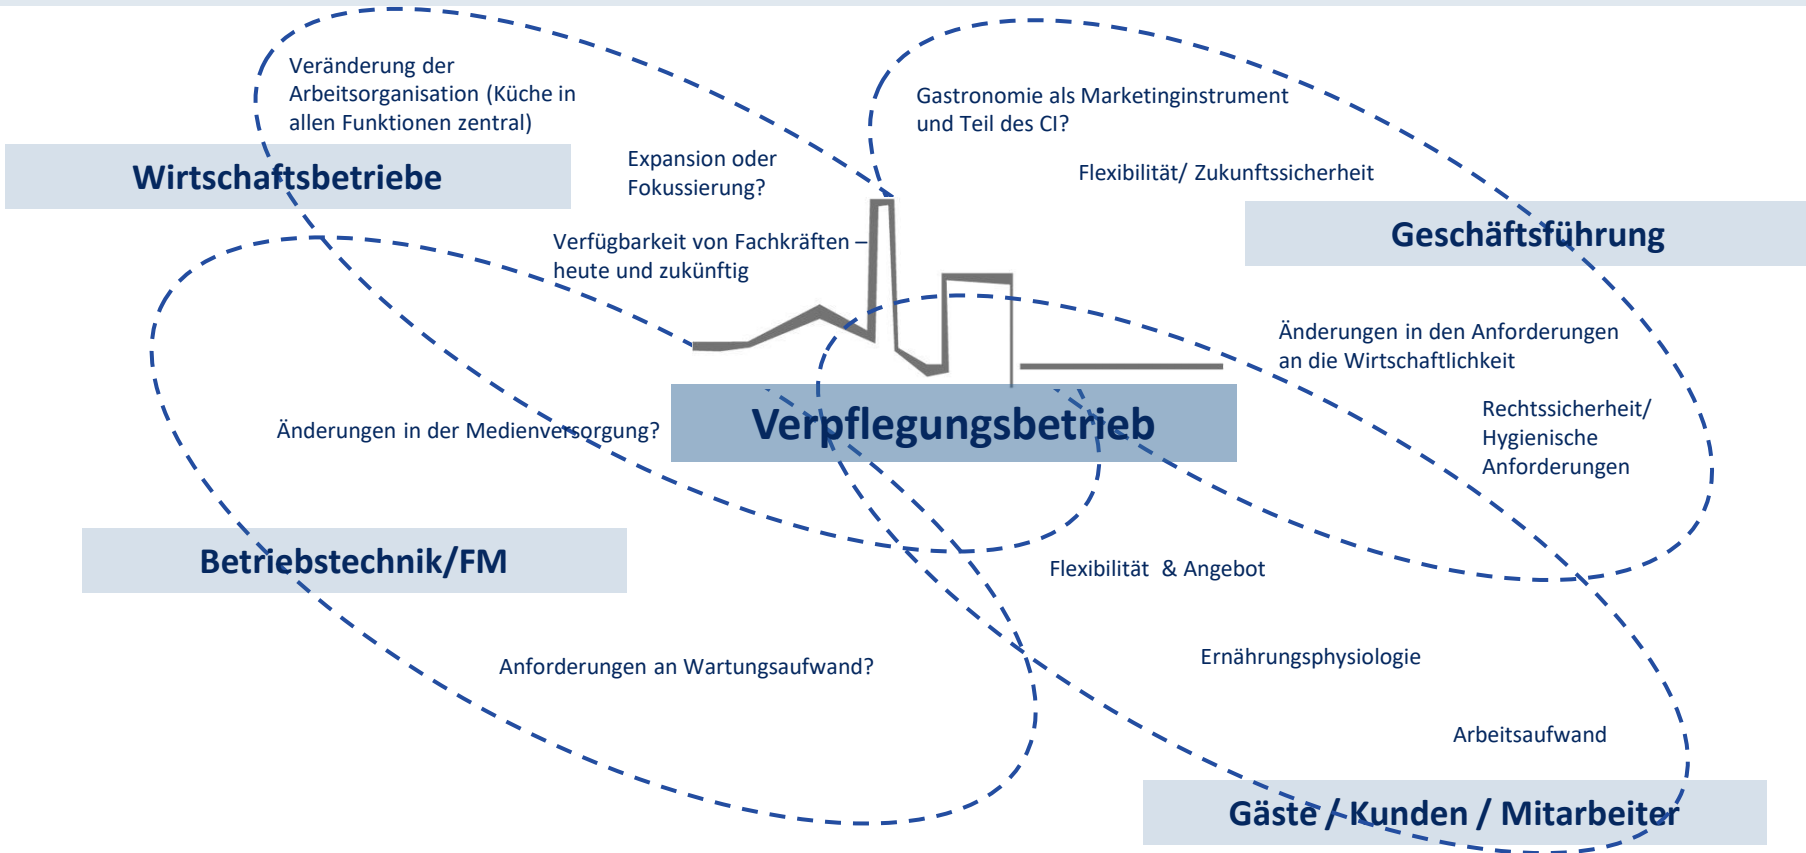 Veränderung der
Arbeitsorganisation (Küche in
allen Funktionen zentral)
Gastronomie als Marketinginstrument
und Teil des CI?
Wirtschaftsbetriebe
Expansion oder
Fokussierung?
Flexibilität/ Zukunftssicherheit
Geschäftsführung
Verfügbarkeit von Fachkräften –
heute und zukünftig
Änderungen in den Anforderungen
an die Wirtschaftlichkeit
Rechtssicherheit/
Hygienische
Anforderungen
Änderungen in der Medienversorgung?
Verpflegungsbetrieb
Betriebstechnik/FM
Flexibilität  & Angebot
Anforderungen an Wartungsaufwand?
Ernährungsphysiologie
Arbeitsaufwand
Gäste / Kunden / Mitarbeiter